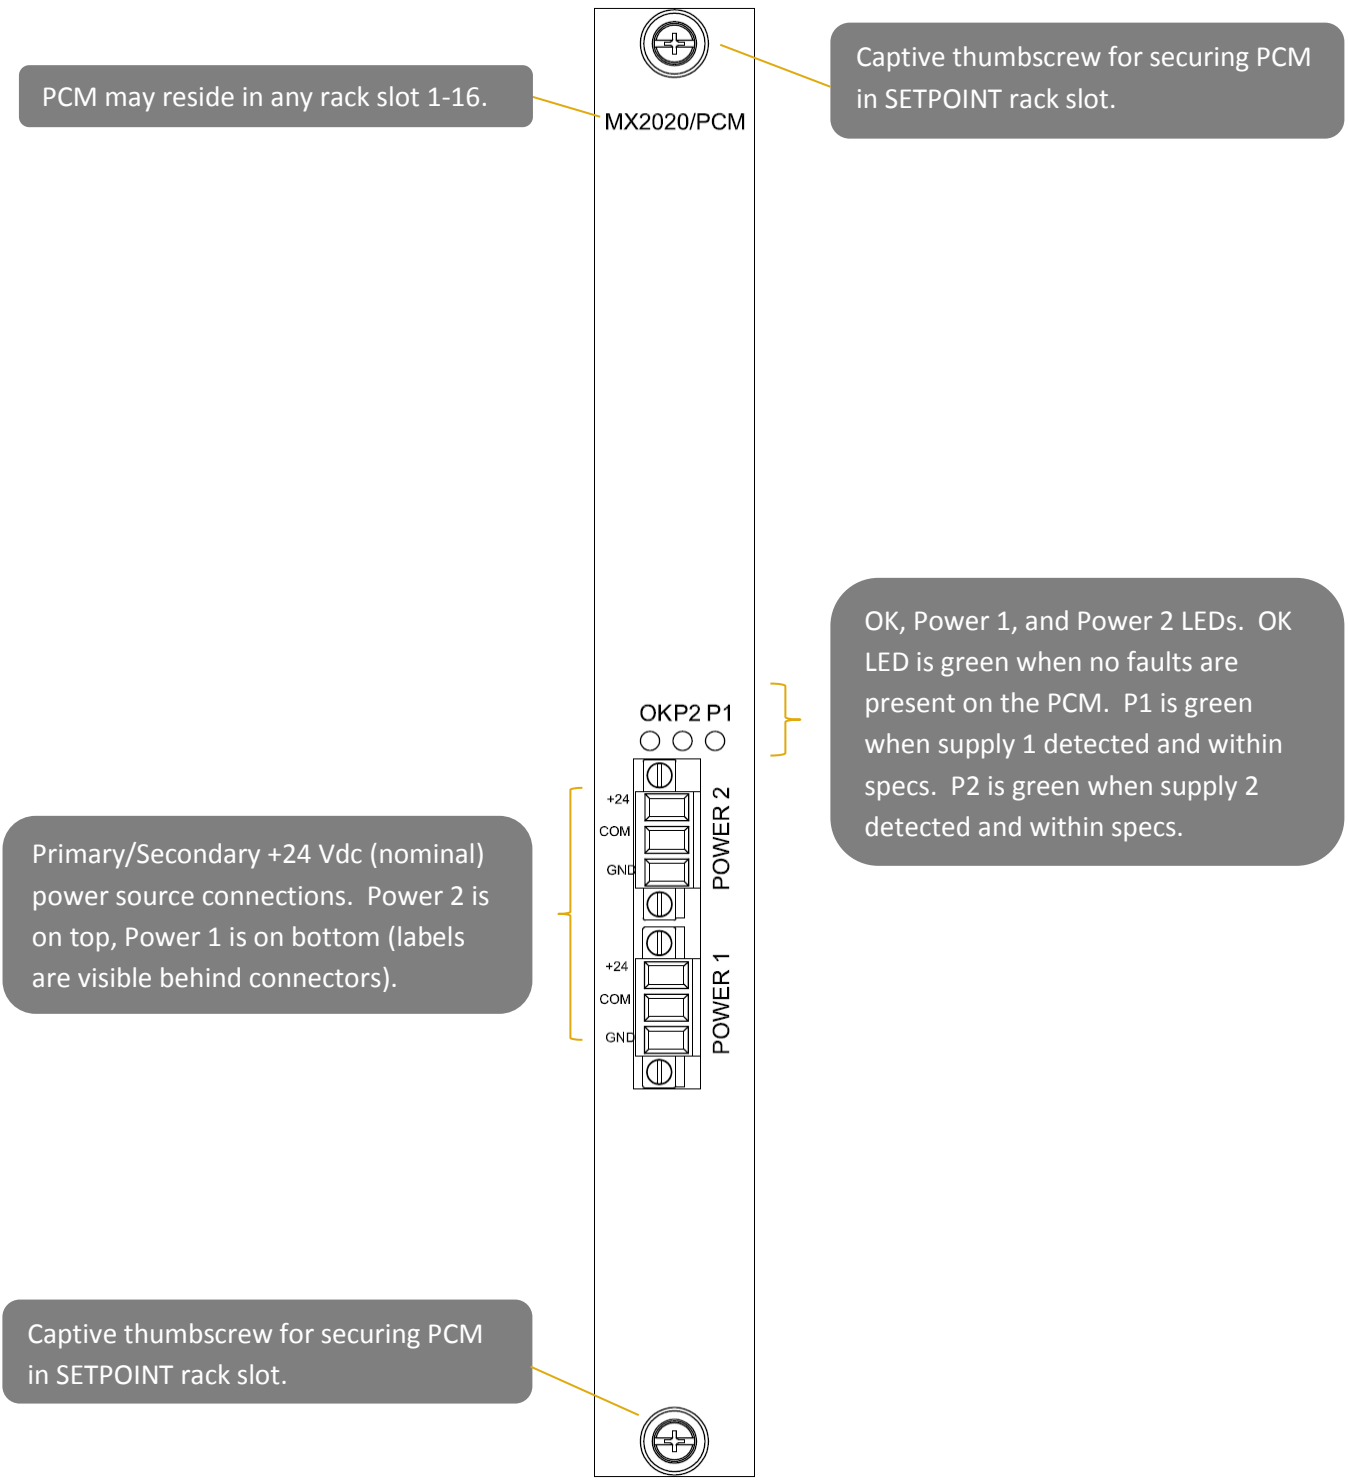 Captive thumbscrew for securing PCM
in SETPOINT rack slot.
PCM may reside in any rack slot 1-16.
MX2020/PCM
OK, Power 1, and Power 2 LEDs.  OK
LED is green when no faults are
present on the PCM.  P1 is green
when supply 1 detected and within
specs.  P2 is green when supply 2
detected and within specs.
OK P2 P1
+24
COM
GND
POWER 2
Primary/Secondary +24 Vdc (nominal)
power source connections.  Power 2 is
on top, Power 1 is on bottom (labels
are visible behind connectors).
+24
COM
GND
POWER 1
Captive thumbscrew for securing PCM
in SETPOINT rack slot.